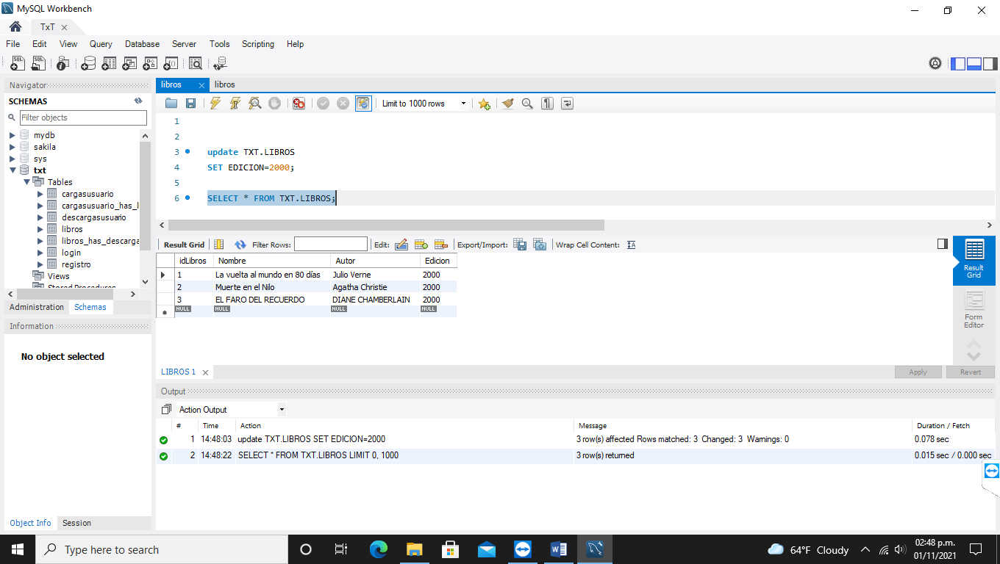 MySQL Workbench
TxT
File Edit View Query Database Server Tools Scripting Help
Navigator
SCHEMAS
Filter objects
mydb
sakila
sys
txt
Tables
cargasusuario
cargasusuario_has_l
descargasusuario
libros
libros_has_descarga
login
registro
Views
Stored Procedures
Administration Schemas
Information
No object selected
Object Info Session
libros libros
Limit to 1000 rows
1
2
3 update TXT.LIBROS
4 SET EDICION=2000;
5
6 SELECT * FROM TXT.LIBROS;
Result Grid Filter Rows: Edit: Export/Import: Wrap Cell Content:
idLibros Nombre Autor Edicion
1 La vuelta al mundo en 80 días Julio Verne 2000
2 Muerte en el Nilo Agatha Christie 2000
3 EL FARO DEL RECUERDO DIANE CHAMBERLAIN 2000
NULL NULL NULL NULL
Result
Grid
Form
Editor
LIBROS 1
Apply Revert
Output
Action Output
# Time Action Message Duration / Fetch
1 14:48:03 update TXT.LIBROS SET EDICION=2000 3 row(s) affected Rows matched: 3 Changed: 3 Warnings: 0 0.078 sec
2 14:48:22 SELECT * FROM TXT.LIBROS LIMIT 0, 1000 3 row(s) returned 0.015 sec / 0.000 sec
Type here to search
64°F Cloudy
02:48 p.m.
01/11/2021